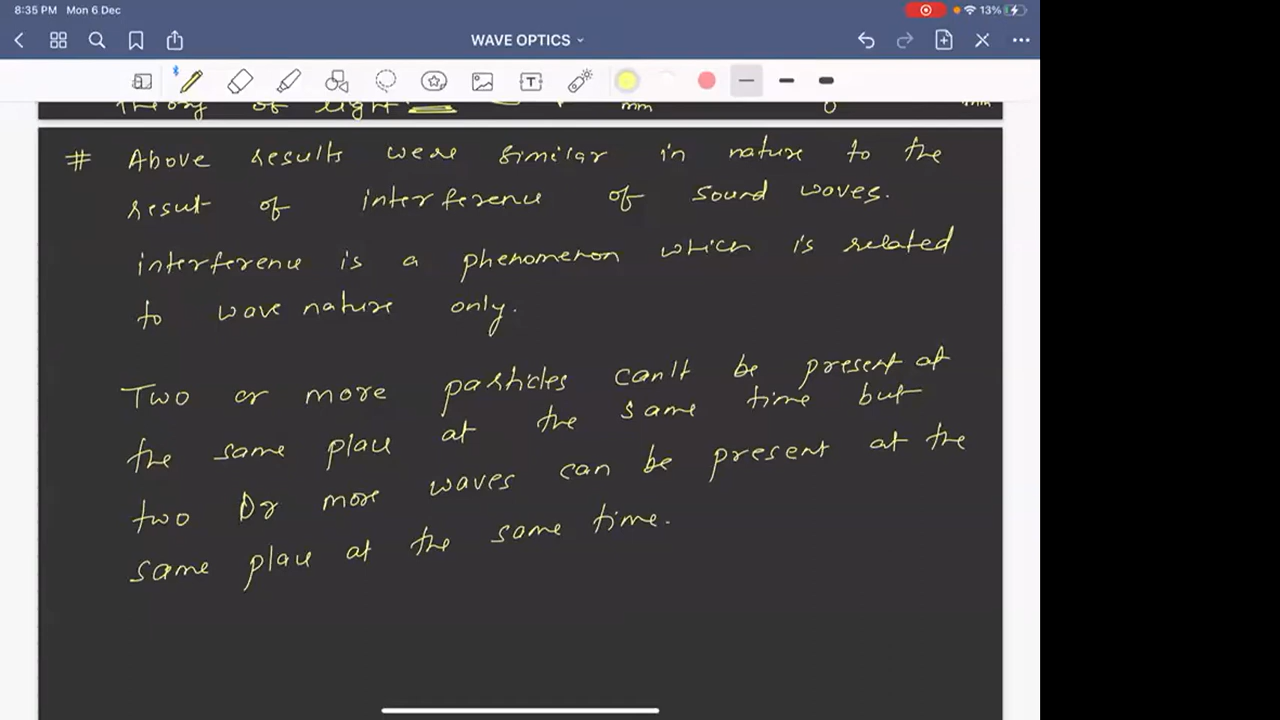 8:35 PM Mon 6 Dec
13%
WAVE OPTICS
T
Theory of light.
# Above results were similar in nature to the
result of interference of sound waves.
interference is a phenomenon which is related
to wave nature only.
Two or more particles can't be present at
the same place at the same time but
two Or more waves can be present at the
same place at the same time.